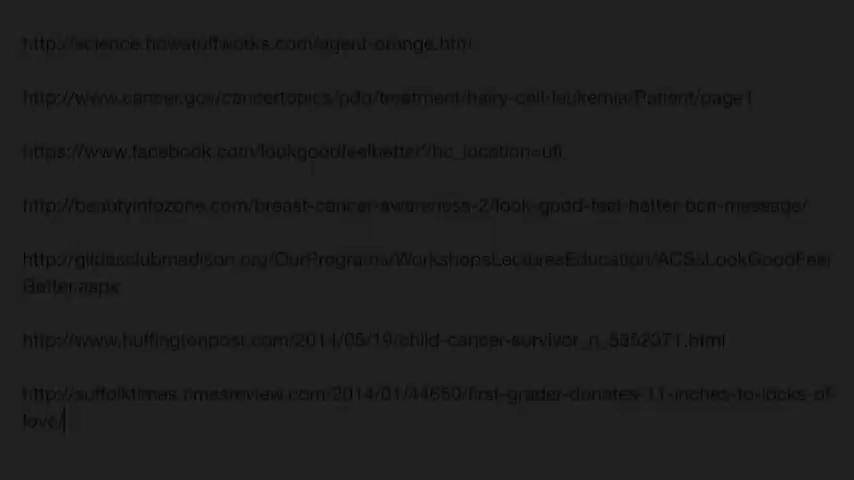 http://science.howstuffworks.com/agent-orange.htm
http://www.cancer.gov/cancertopics/pdq/treatment/hairy-cell-leukemia/Patient/page1
https://www.facebook.com/lookgoodfeelbetter?hc_location=ufi
http://beautyintozone.com/breast-cancer-awareness-2/look-good-feel-better-bcn-message/
http://gildasclubmadison.org/OurPrograms/WorkshopsLecturesEducation/ACSsLookGoodFeel
Better.aspx
http://www.huffingtonpost.com/2014/05/19/child-cancer-survivor_n_5352371.html
http://suffolktimes.timesreview.com/2014/01/44650/first-grader-donates-11-inches-to-locks-of-
love/